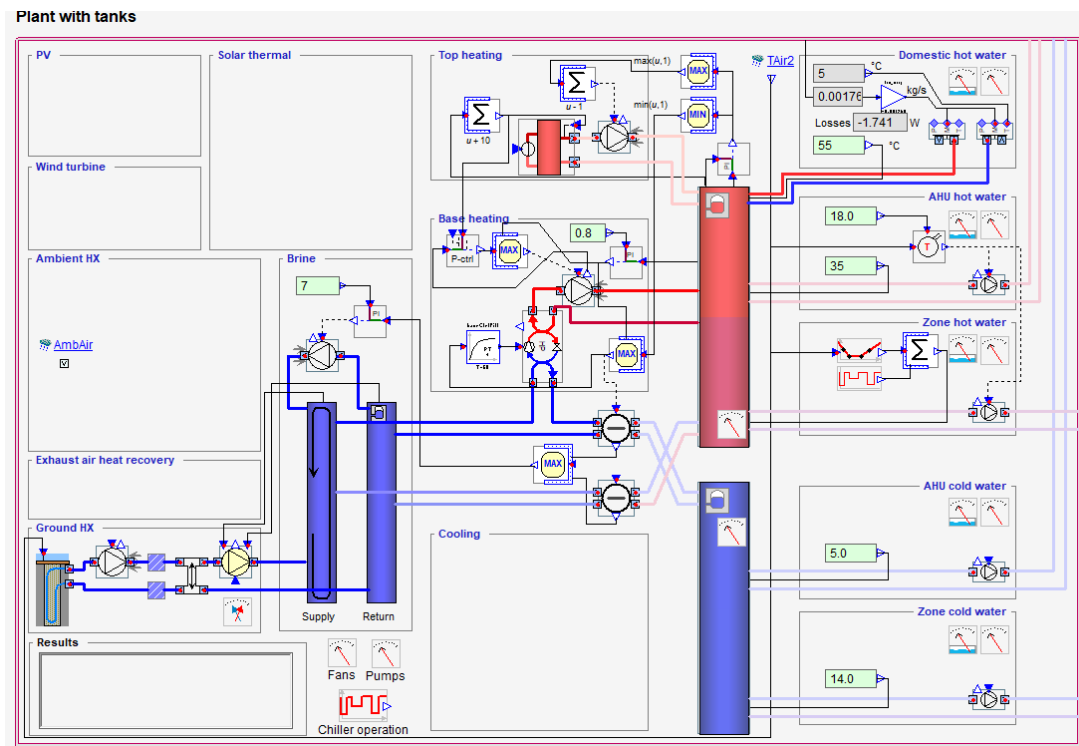 Plant with tanks
PV
Solar thermal
Top heating
max(u,1)
MAX
TAir2
Domestic hot water
5
°C
0.00176
kg/s
Losses
-1.741
W
55
°C
Σ
u - 1
Σ
u + 10
min(u,1)
MIN
PI
Wind turbine
AHU hot water
18.0
T
35
Base heating
P-ctrl
MAX
0.8
PI
Ambient HX
AmbAir
Brine
7
PI
MAX
Zone hot water
Σ
Exhaust air heat recovery
MAX
Ground HX
Supply
Return
Cooling
AHU cold water
5.0
Zone cold water
14.0
Results
Fans
Pumps
Chiller operation